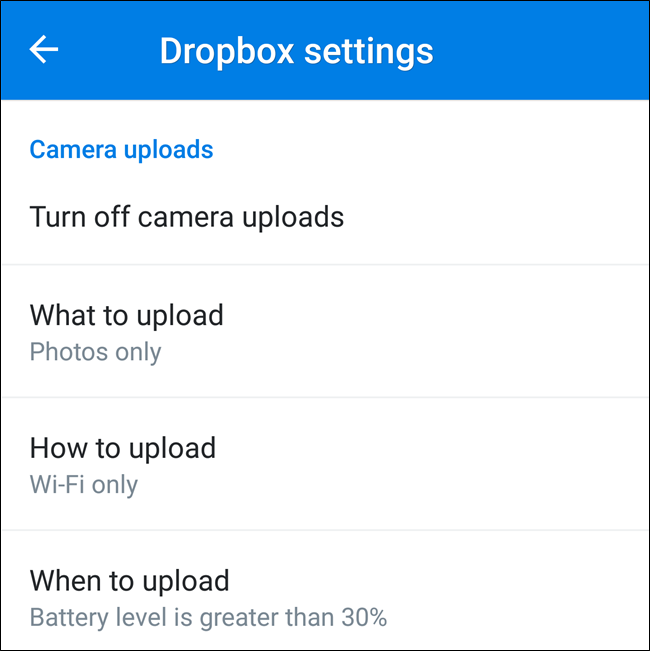 Dropbox settings
Camera uploads
Turn off camera uploads
What to upload
Photos only
How to upload
Wi-Fi only
When to upload
Battery level is greater than 30%